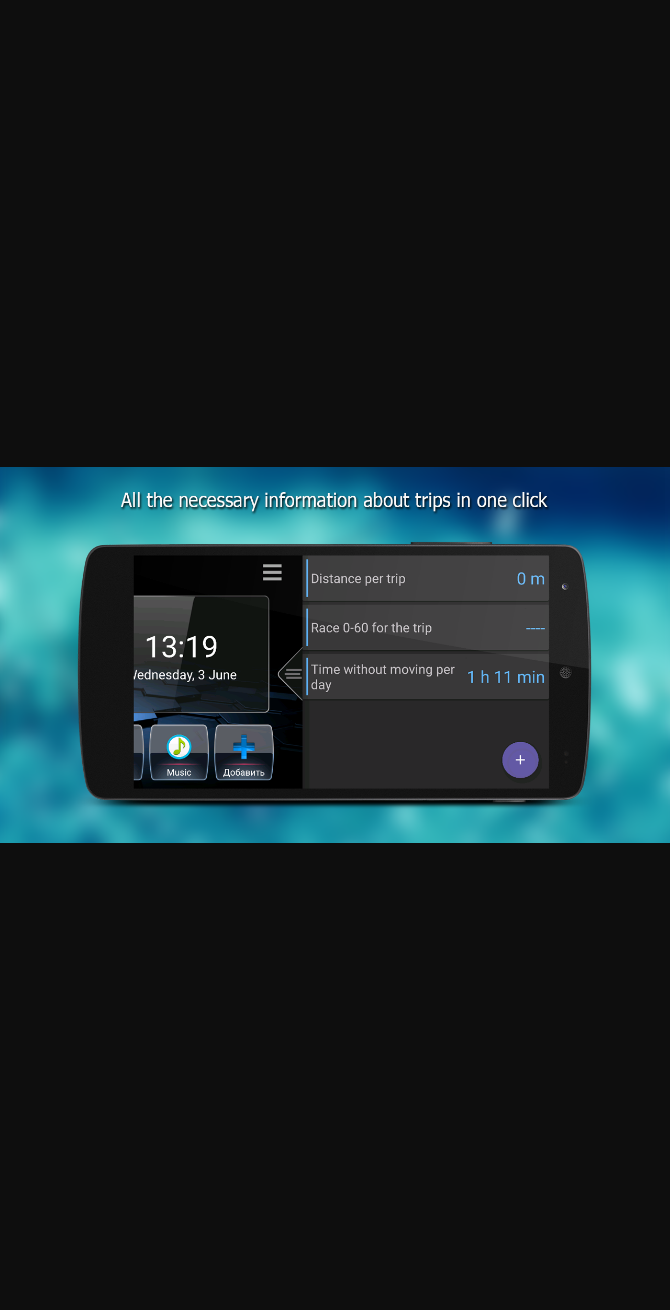 All the necessary information about trips in one click
13:19
Wednesday, 3 June
Music
Добавить
Distance per trip
0 m
Race 0-60 for the trip
----
Time without moving per
day
1 h 11 min
+